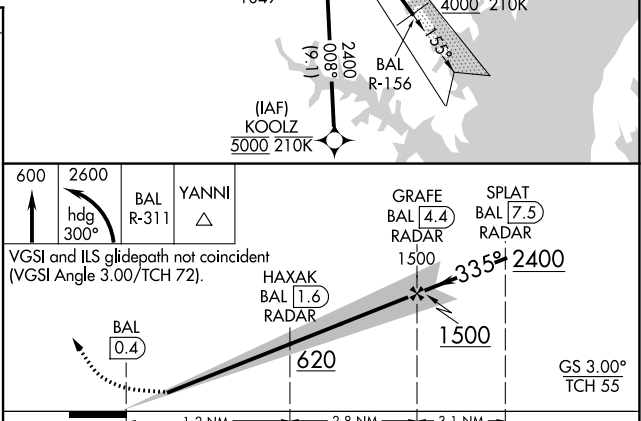 4000 210K
155°
BAL
R-156
2400
008°
(9.1)
(IAF)
KOOLZ
5000 210K
600
2600
hdg
300°
BAL
R-311
YANNI
VGSI and ILS glidepath not coincident
(VGSI Angle 3.00/TCH 72).
GRAFE
BAL 4.4
RADAR
1500
SPLAT
BAL 7.5
RADAR
335°
2400
HAXAK
BAL 1.6
RADAR
1500
BAL
0.4
620
GS 3.00°
TCH 55
1.2 NM
2.8 NM
3.1 NM